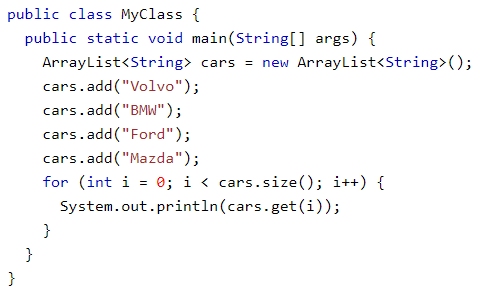 public class MyClass {
  public static void main(String[] args) {
    ArrayList<String> cars = new ArrayList<String>();
    cars.add("Volvo");
    cars.add("BMW");
    cars.add("Ford");
    cars.add("Mazda");
    for (int i = 0; i < cars.size(); i++) {
      System.out.println(cars.get(i));
    }
  }
}